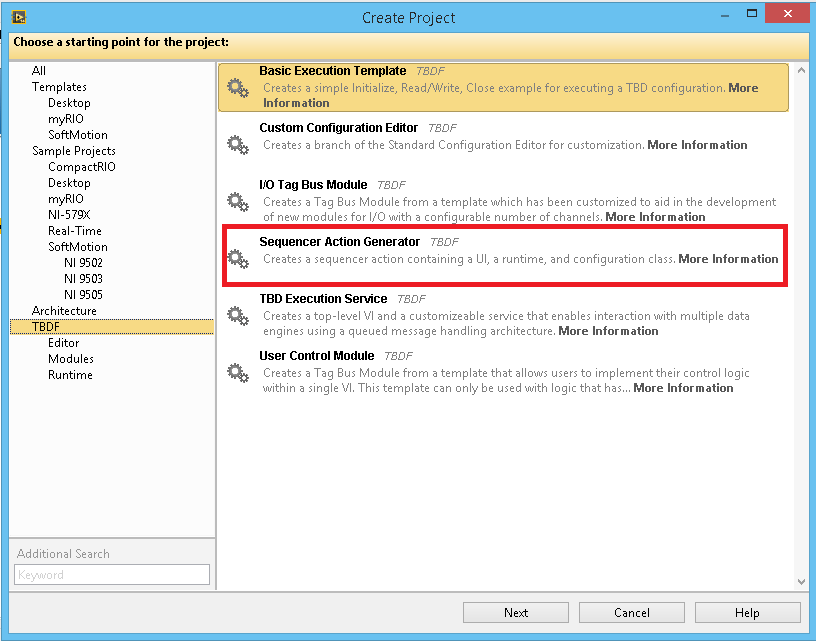 Create Project
Choose a starting point for the project:
All
Templates
Desktop
myRIO
SoftMotion
Sample Projects
CompactRIO
Desktop
myRIO
NI-579X
Real-Time
SoftMotion
NI 9502
NI 9503
NI 9505
Architecture
TBDF
Editor
Modules
Runtime
Additional Search
Keyword
Basic Execution Template TBDF
Creates a simple Initialize, Read/Write, Close example for executing a TBD configuration. More
Information
Custom Configuration Editor TBDF
Creates a branch of the Standard Configuration Editor for customization. More Information
I/O Tag Bus Module TBDF
Creates a Tag Bus Module from a template which has been customized to aid in the development
of new modules for I/O with a configurable number of channels. More Information
Sequencer Action Generator TBDF
Creates a sequencer action containing a UI, a runtime, and configuration class. More Information
TBD Execution Service TBDF
Creates a top-level VI and a customizeable service that enables interaction with multiple data
engines using a queued message handling architecture. More Information
User Control Module TBDF
Creates a Tag Bus Module from a template that allows users to implement their control logic
within a single VI. This template can only be used with logic that has... More Information
Next
Cancel
Help